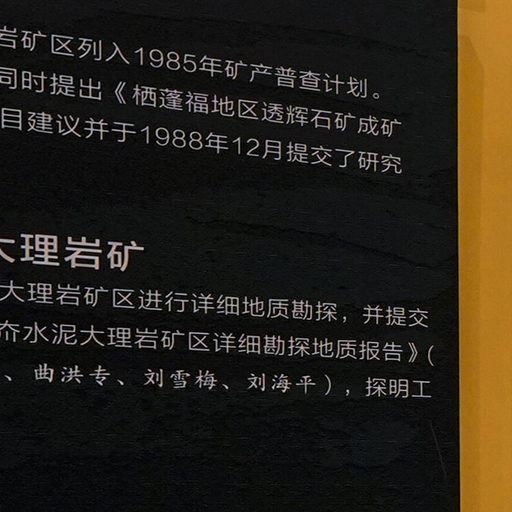 岩矿区列入1985年矿产普查计划。
同时提出《栖蓬福地区透辉石矿成矿
目建议并于1988年12月提交了研究
大理岩矿
大理岩矿区进行详细地质勘探，并提交
夼水泥大理岩矿区详细勘探地质报告》(
、曲洪专、刘雪梅、刘海平），探明工